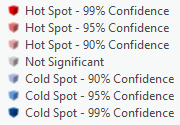 Hot Spot - 99% Confidence
Hot Spot - 95% Confidence
Hot Spot - 90% Confidence
Not Significant
Cold Spot - 90% Confidence
Cold Spot - 95% Confidence
Cold Spot - 99% Confidence